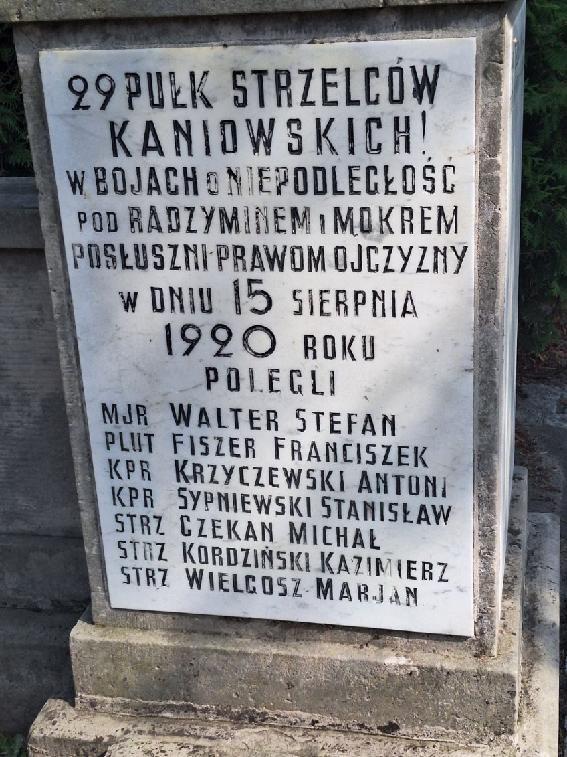 29 PUŁK STRZELCÓW
KANIOWSKICH!
W BOJACH O NIEPODLEGŁOŚĆ
POD RADZYMINEM I MOKREM
POSŁUSZNI PRAWOM OJCZYZNY
W DNIU 15 SIERPNIA
1920 ROKU
POLEGLI
MJR WALTER STEFAN
PLUT FISZER FRANCISZEK
KPR KRZYCZEWSKI ANTONI
KPR SYPNIEWSKI STANISŁAW
STRZ CZEKAN MICHAŁ
STRZ KORDZIŃSKI KAZIMIERZ
STRZ WIELGOSZ MARJAN